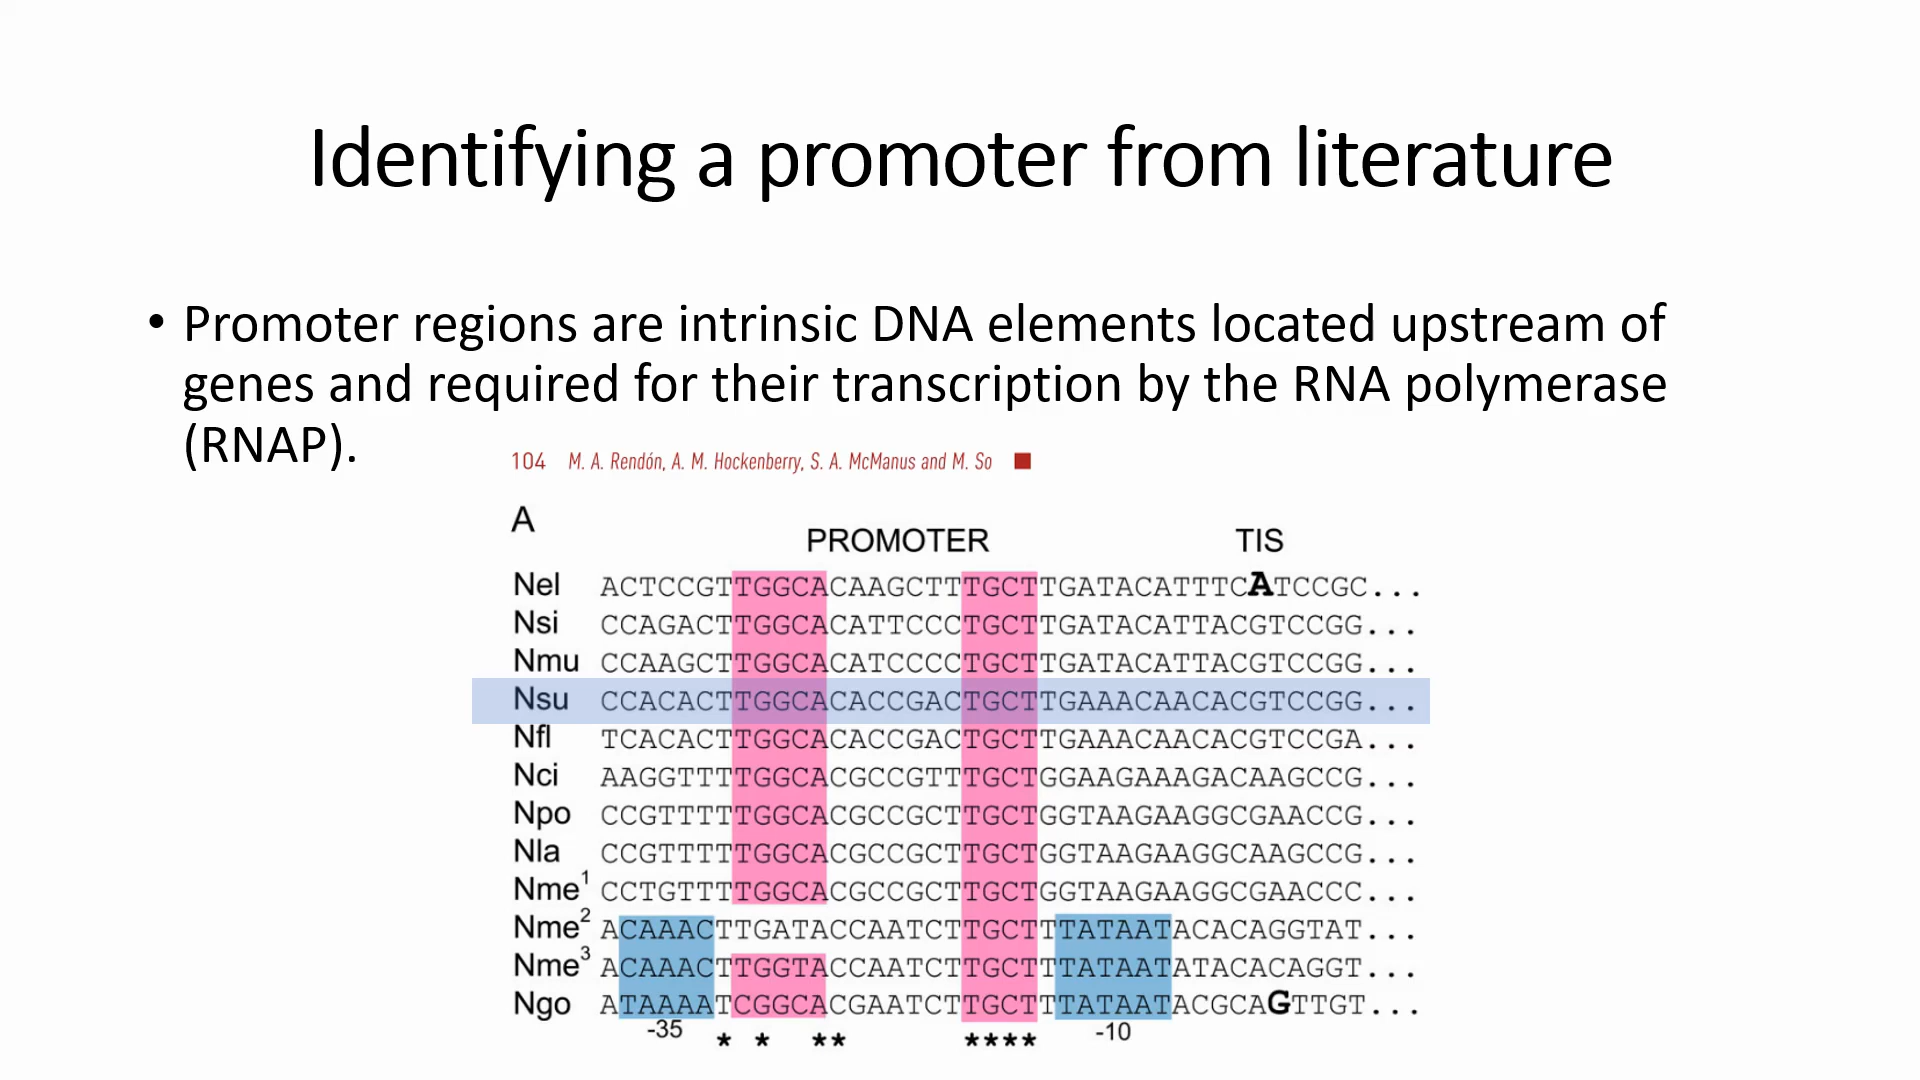 Identifying a promoter from literature
• Promoter regions are intrinsic DNA elements located upstream of
genes and required for their transcription by the RNA polymerase
(RNAP).
104 M. A. Rendón, A. M. Hockenberry, S. A. McManus and M. So
A
PROMOTER TIS
Nel ACTCCGTTGGCACAAGCTTTGCTTGATACATTTCATCCGC...
Nsi CCAGACTTGGCACATTCCCTGCTTGATACATTACGTCCGG...
Nmu CCAAGCTTGGCACATCCCCTGCTTGATACATTACGTCCGG...
Nsu CCACACTTGGCACACCGACTGCTTGAAACAACACGTCCGG...
Nfl TCACACTTGGCACACCGACTGCTTGAAACAACACGTCCGA...
Nci AAGGTTTTGGCACGCCGTTTGCTGGAAGAAAGACAAGCCG...
Npo CCGTTTTTGGCACGCCGCTTGCTGGTAAGAAGGCGAACCG...
Nla CCGTTTTTGGCACGCCGCTTGCTGGTAAGAAGGCAAGCCG...
Nme1 CCTGTTTTGGCACGCCGCTTGCTGGTAAGAAGGCGAACCC...
Nme2 ACAAACTTGATACCAATCTTGCTTTATAATACACAGGTAT...
Nme3 ACAAACTTGGTACCAATCTTGCTTTATAATATACACAGGT...
Ngo ATAAAATCGGCACGAATCTTGCTTTATAATACGCAGTTGT...
-35 -10
* * ** ****